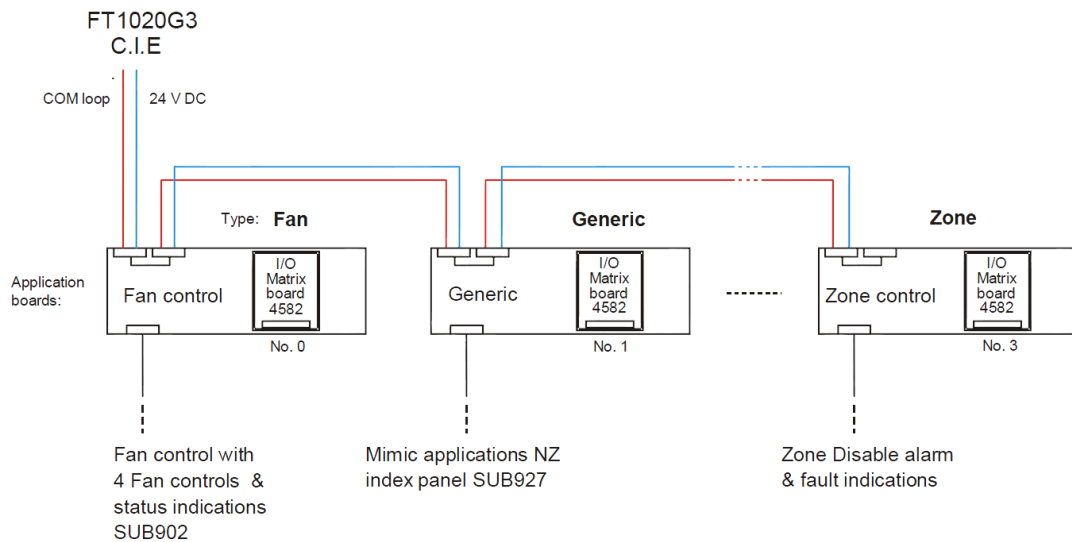 FT1020G3
C.I.E
COM loop
24 V DC
Type: Fan
Generic
Zone
Application
boards:
Fan control
I/O
Matrix
board
4582
No. 0
Generic
I/O
Matrix
board
4582
No. 1
Zone control
I/O
Matrix
board
4582
No. 3
Fan control with
4 Fan controls &
status indications
SUB902
Mimic applications NZ
index panel SUB927
Zone Disable alarm
& fault indications